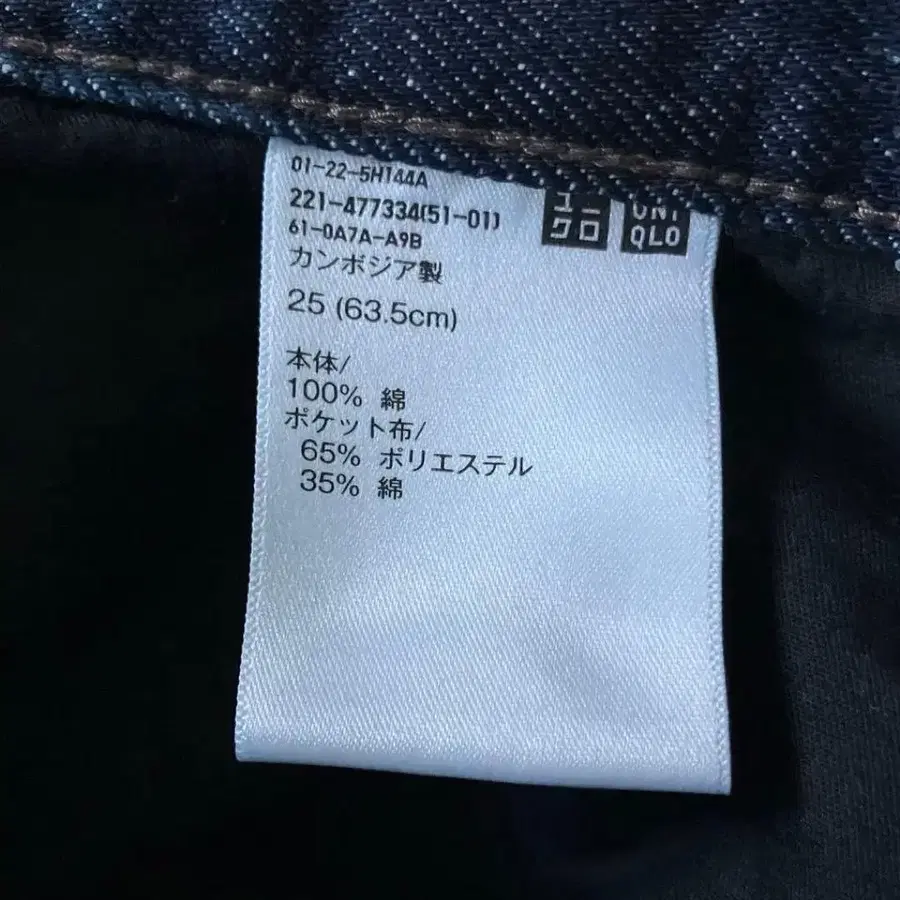 01-22-5H144A
221-477334(51-01)
61-0A7A-A9B
カンボジア製
25 (63.5cm)
本体/
100% 綿
ポケット布/
65% ポリエステル
35% 綿
ユニ
クロ
UNI
QLO